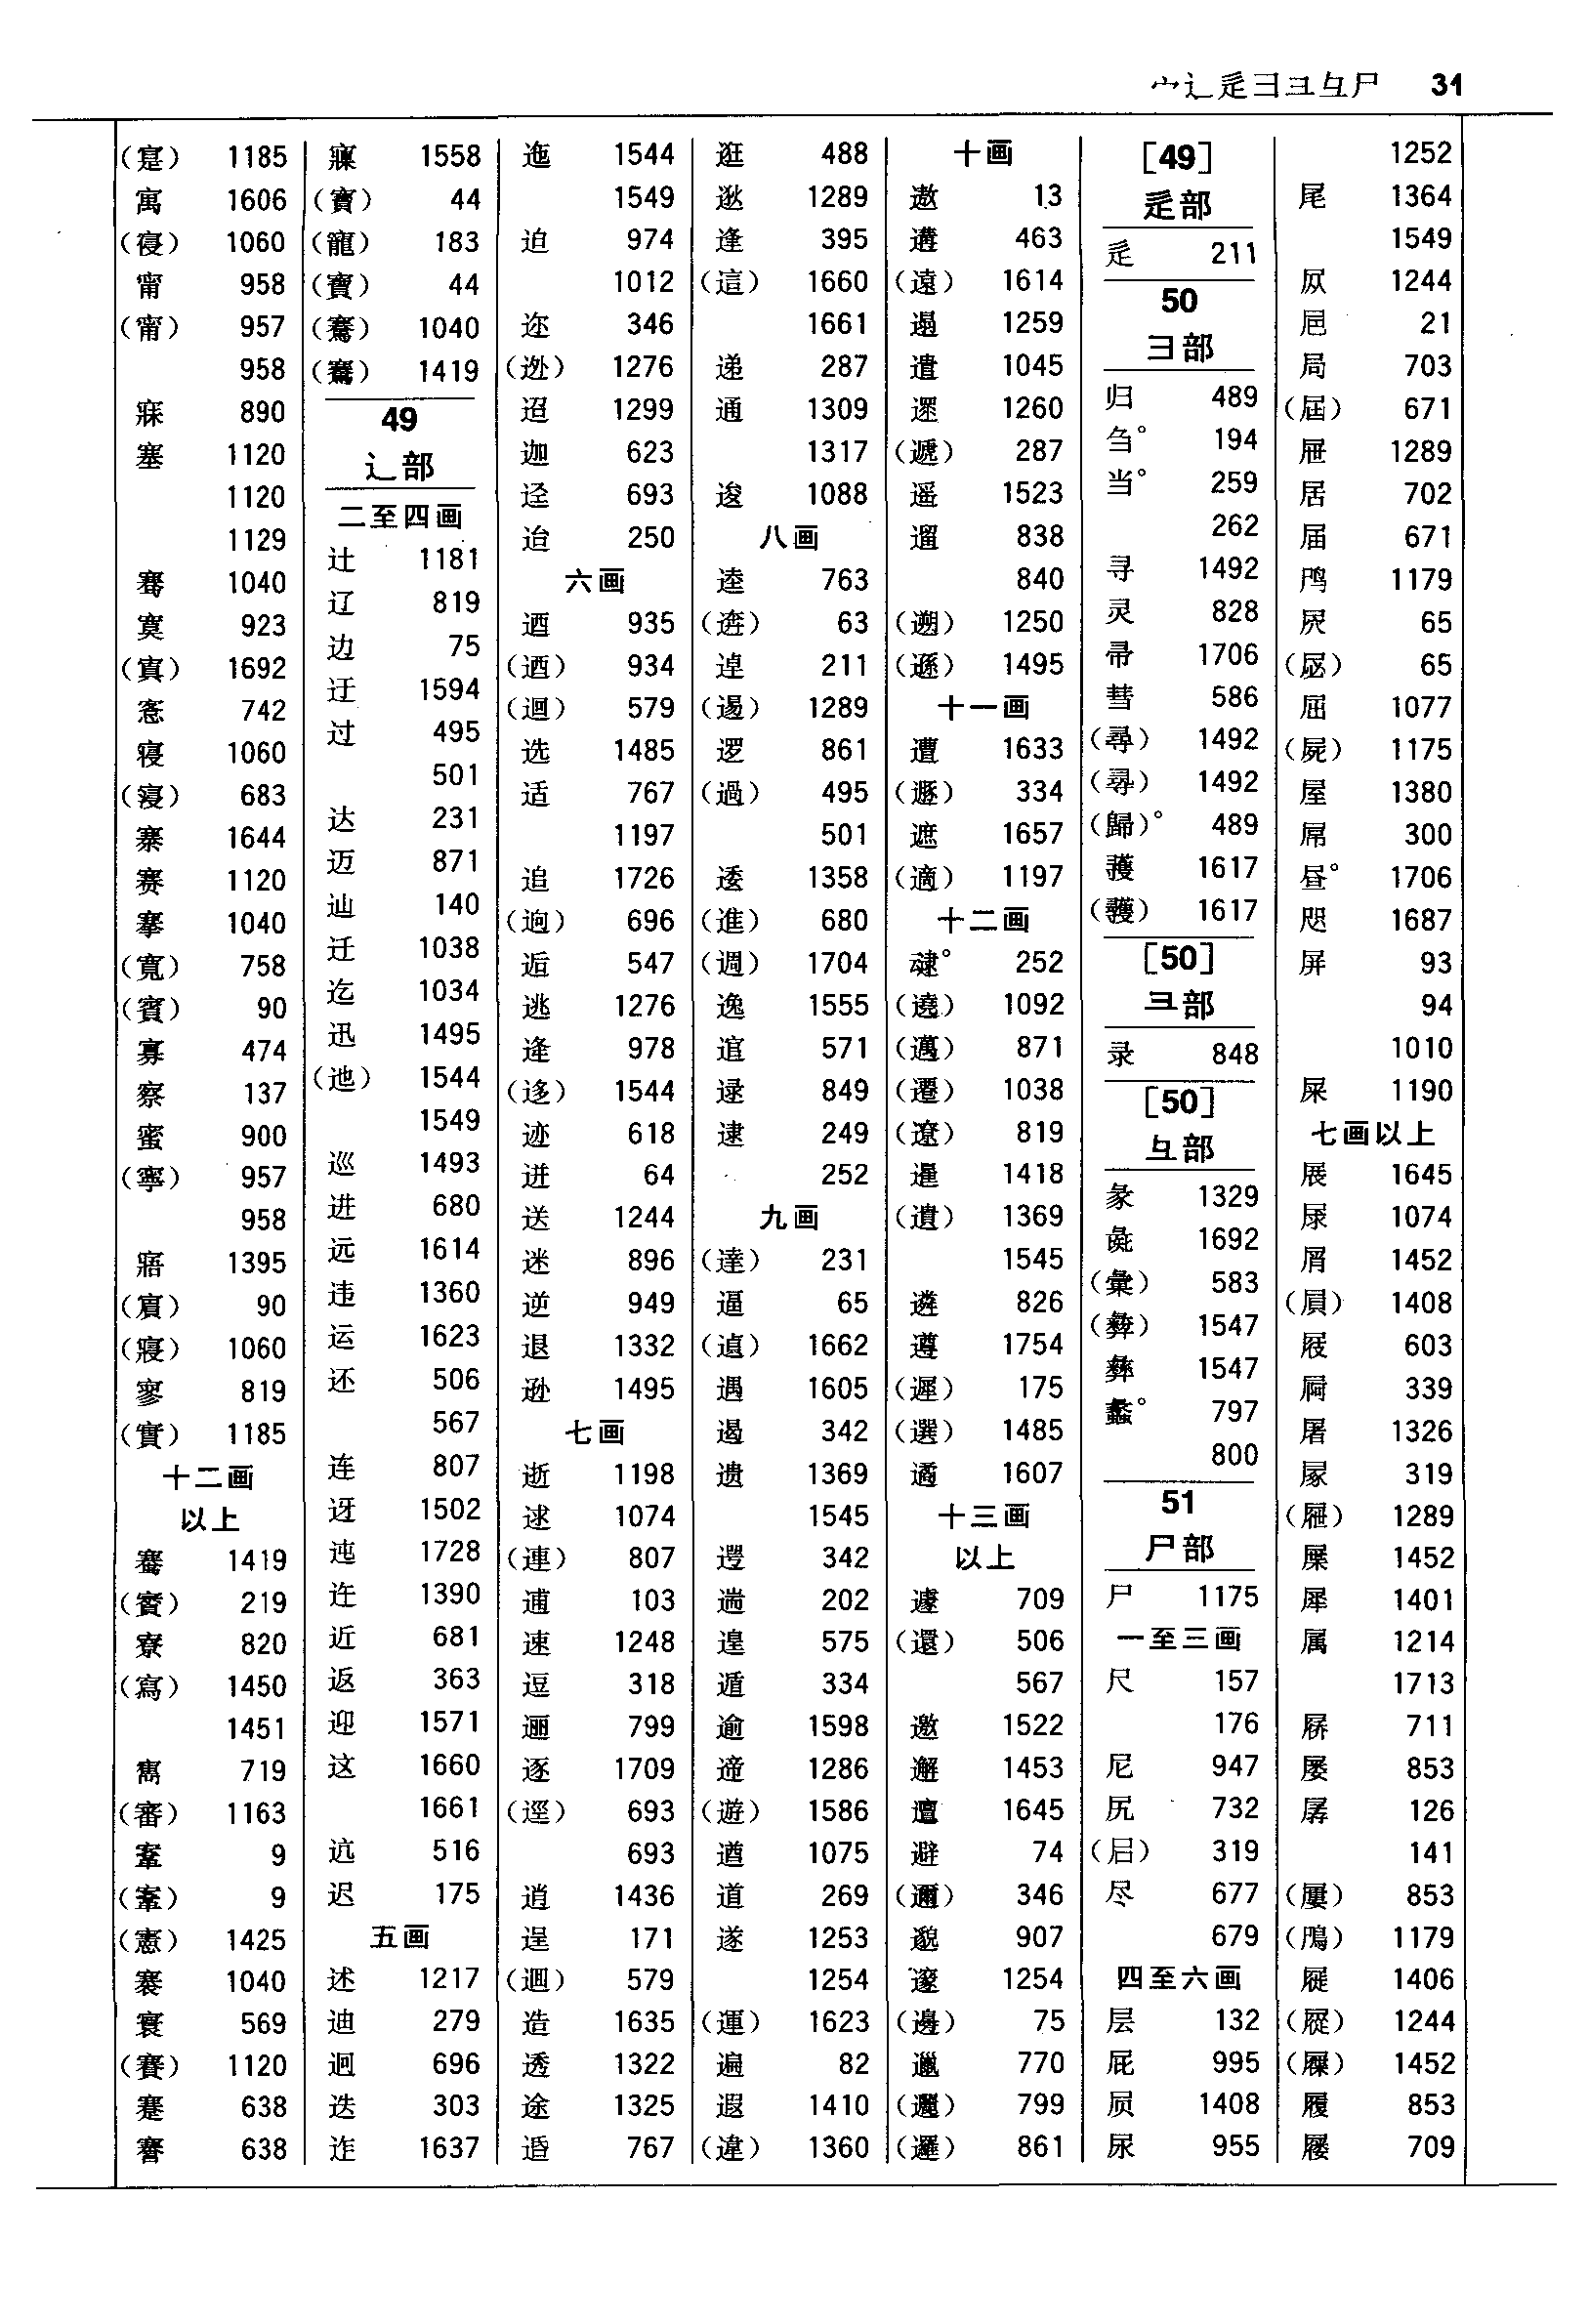 宀辶辵彐⺕彑尸 31
(寔) 1185
寓 1606
(寑) 1060
甯 958
(甯) 957
958
寐 890
塞 1120
1120
1129
骞 1040
寞 923
(寘) 1692
窸 742
寝 1060
(寖) 683
寨 1644
赛 1120
搴 1040
(寬) 758
(賓) 90
寡 474
察 137
蜜 900
(寧) 957
958
寤 1395
(賔) 90
(寢) 1060
寥 819
(實) 1185
十二画
以上
1419
(賨) 219
寮 820
(寫) 1450
1451
寯 719
(審) 1163
鞌 9
(鞌) 9
(憲) 1425
褰 1040
寰 569
(賽) 1120
蹇 638
謇 638
寱 1558
(寶) 44
(寵) 183
(寳) 44
(騫) 1040
(鶱) 1419
49
辶部
二至四画
辻 1181
辽 819
边 75
迂 1594
过 495
501
达 231
迈 871
辿 140
迁 1038
迄 1034
迅 1495
(迆) 1544
1549
巡 1493
进 680
远 1614
违 1360
运 1623
还 506
567
连 807
迓 1502
迍 1728
迕 1390
近 681
返 363
迎 1571
这 1660
1661
迒 516
迟 175
五画
述 1217
迪 279
迥 696
迭 303
迮 1637
迤 1544
1549
迫 974
1012
迩 346
(迯) 1276
迢 1299
迦 623
迳 693
迨 250
六画
迺 935
(迺) 934
(迴) 579
选 1485
适 767
1197
追 1726
(逈) 696
逅 547
逃 1276
逄 978
(迻) 1544
迹 618
迸 64
送 1244
迷 896
逆 949
退 1332
逊 1495
七画
逝 1198
逑 1074
(連) 807
逋 103
速 1248
逗 318
逦 799
逐 1709
(逕) 693
693
逍 1436
逞 171
(逥) 579
造 1635
透 1322
途 1325
适 767
逛 488
逖 1289
逢 395
(這) 1660
1661
递 287
通 1309
1317
逡 1088
八画
逵 763
(逩) 63
逴 211
(逷) 1289
逻 861
(過) 495
501
逶 1358
(進) 680
(週) 1704
逸 1555
逭 571
逯 849
逮 249
252
九画
(達) 231
逼 65
(遉) 1662
遇 1605
遏 342
遗 1369
1545
遌 342
遄 202
遑 575
遁 334
逾 1598
遆 1286
(遊) 1586
遒 1075
道 269
遂 1253
1254
(運) 1623
遍 82
遐 1410
(違) 1360
十画
遨 13
遘 463
(遠) 1614
遢 1259
遣 1045
遝 1260
(遞) 287
遥 1523
遛 838
840
(遡) 1250
(遜) 1495
十一画
遭 1633
(遯) 334
遮 1657
(適) 1197
十二画
叇° 252
(遶) 1092
(邁) 871
(遷) 1038
(遼) 819
暹 1418
(遺) 1369
1545
遴 826
遵 1754
(遲) 175
(選) 1485
遹 1607
十三画
以上
遽 709
(還) 506
567
邀 1522
邂 1453
邅 1645
避 74
(邇) 346
邈 907
邃 1254
(邊) 75
邋 770
(邐) 799
(邏) 861
[49]
辵部
辵 211
50
彐部
归 489
刍° 194
当° 259
262
寻 1492
灵 828
帚 1706
彗 586
(尋) 1492
(尋) 1492
(歸)° 489
彟 1617
(彠) 1617
[50]
⺕部
录 848
[50]
彑部
彖 1329
彘 1692
(彙) 583
(彞) 1547
彝 1547
蠡° 797
800
51
尸部
尸 1175
一至三画
尺 157
176
尼 947
尻 732
(㞎) 319
尽 677
679
四至六画
层 132
屁 995
屃 1408
尿 955
1252
尾 1364
1549
屃 1244
㞐 21
局 703
(屆) 671
屉 1289
居 702
届 671
鸤 1179
屄 65
(屄) 65
屈 1077
(屍) 1175
屋 1380
屌 300
昼° 1706
咫 1687
屏 93
94
1010
屎 1190
七画以上
展 1645
屐 1074
屑 1452
(屓) 1408
屐 603
屙 339
屠 1326
㞘 319
(屜) 1289
屟 1452
犀 1401
属 1214
1713
屦 711
屡 853
孱 126
141
(屢) 853
(鳲) 1179
屣 1406
1244
(屧) 1452
履 853
屦 709